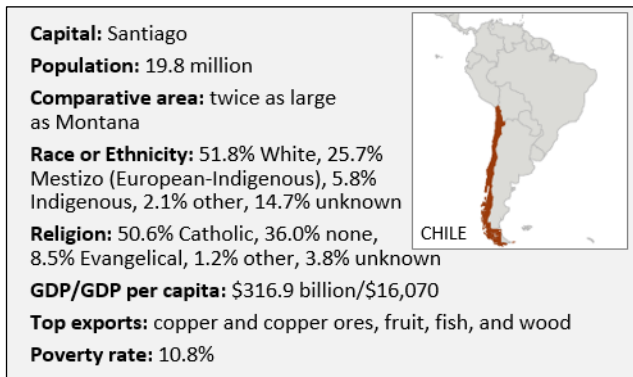 Capital: Santiago
Population: 19.8 million
Comparative area: twice as large
as Montana
Race or Ethnicity: 51.8% White, 25.7%
Mestizo (European-Indigenous), 5.8%
Indigenous, 2.1% other, 14.7% unknown
Religion: 50.6% Catholic, 36.0% none,
8.5% Evangelical, 1.2% other, 3.8% unknown
GDP/GDP per capita: $316.9 billion/$16,070
Top exports: copper and copper ores, fruit, fish, and wood
Poverty rate: 10.8%
CHILE